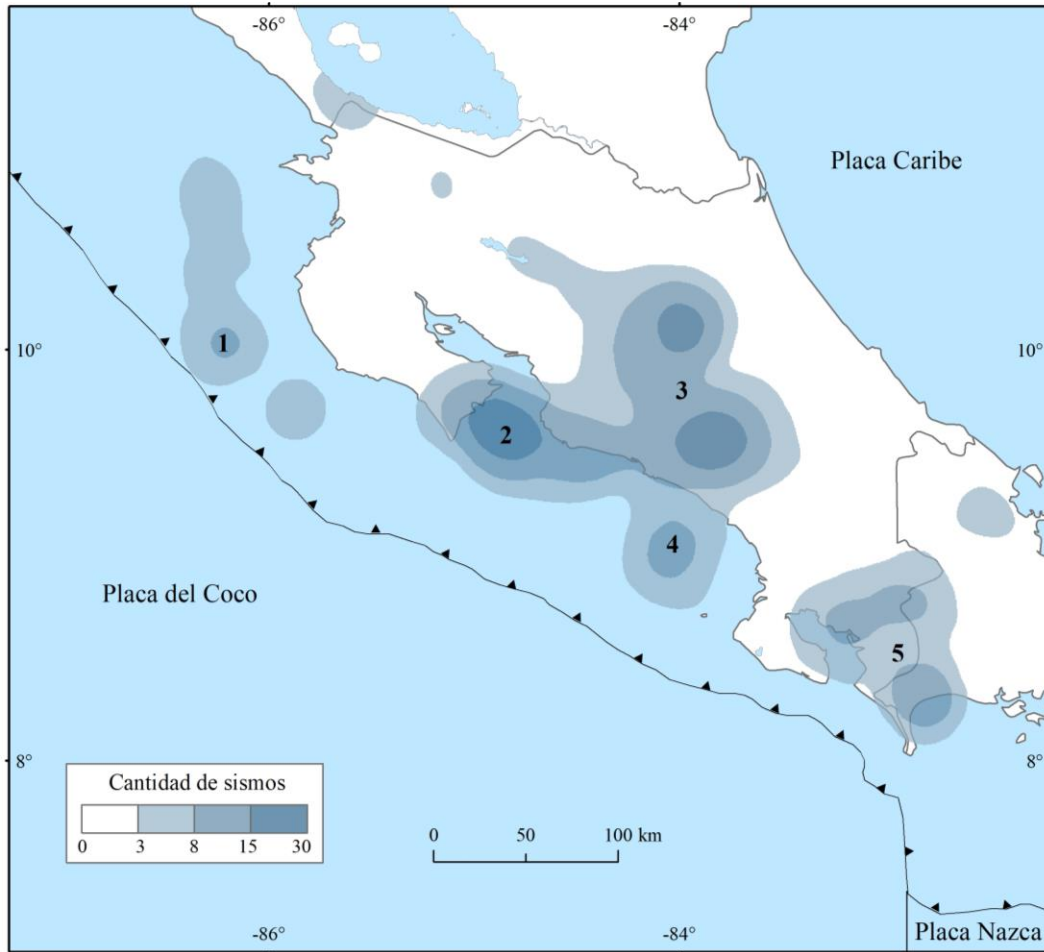 -86° -84°
Placa Caribe
1
10° 10°
3
2
4
Placa del Coco
5
8° 8°
Cantidad de sismos
0 3 8 15 30
0 50 100 km
-86° -84°
Placa Nazca